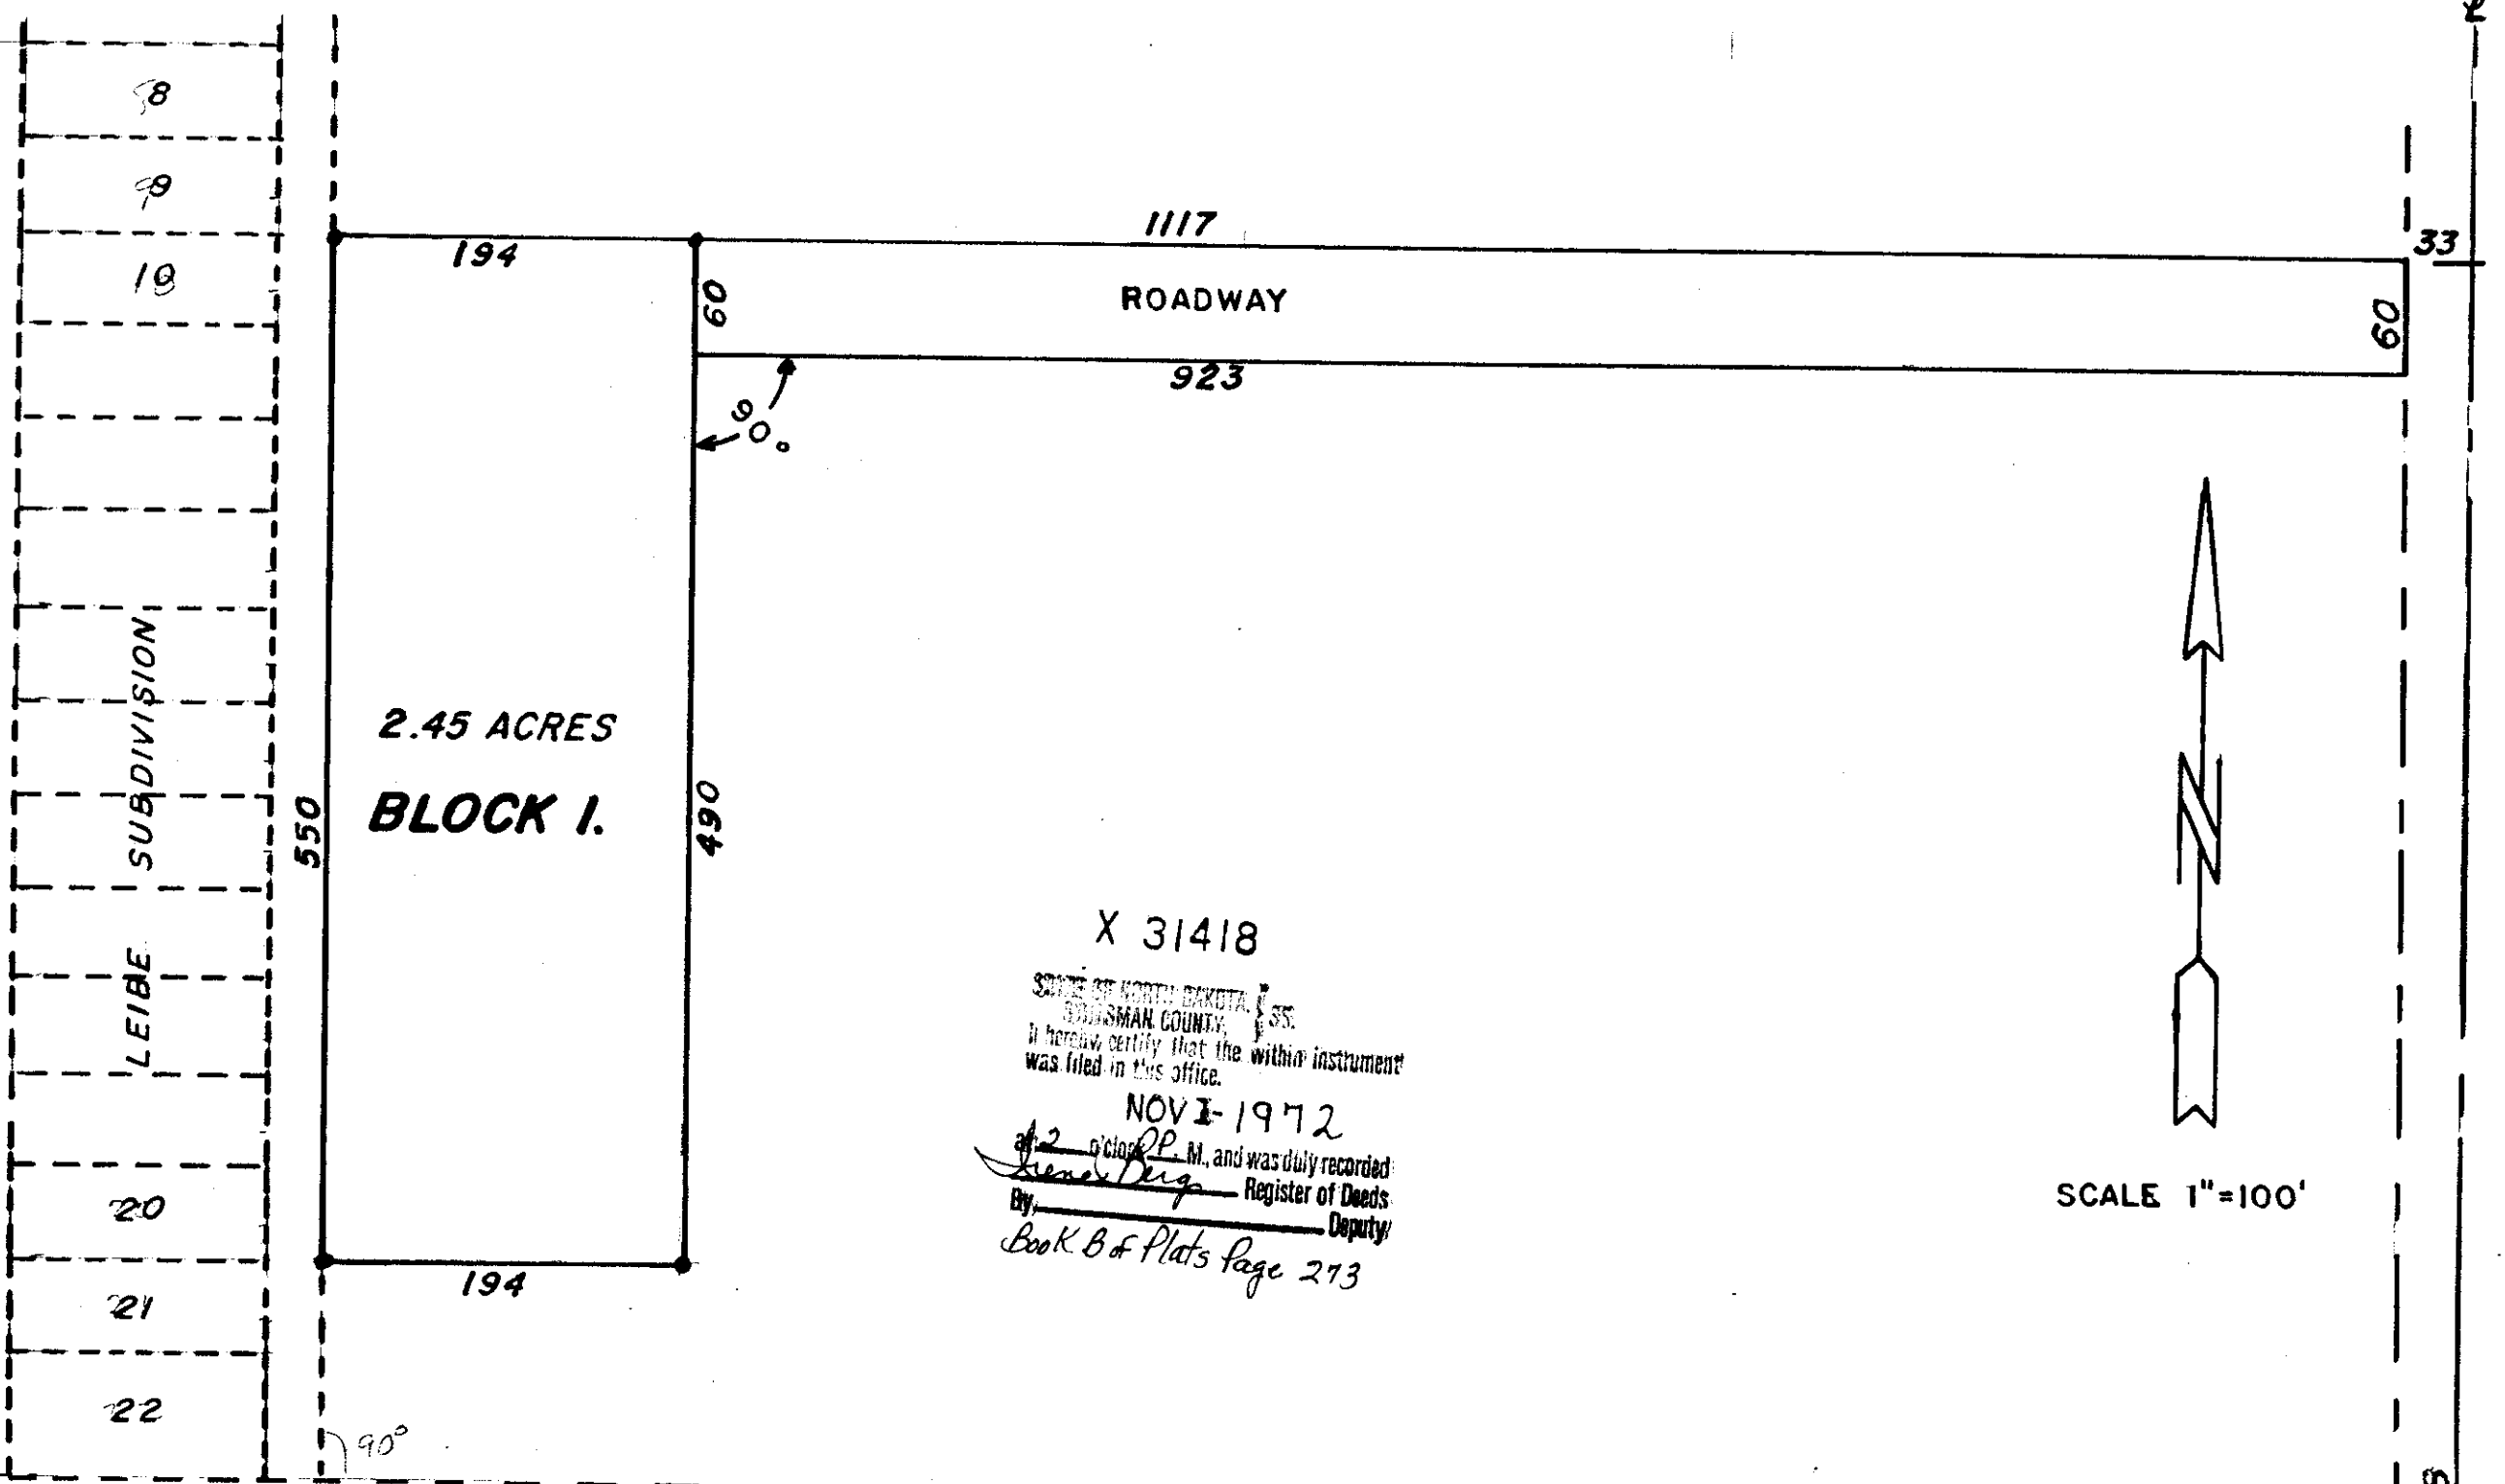 8
9
1117
33
194
10
60
ROADWAY
60
923
90°
SUBDIVISION
2.45 ACRES
BLOCK 1.
550
490
LEIBE
X 31418
STATE OF NORTH DAKOTA, } SS.
COUNTY,
I hereby certify that the within instrument
was filed in this office.
NOV 1- 1972
at 2 o'clock P. M., and was duly recorded
Irene Berg Register of Deeds
By Deputy
Book B of Plats Page 273
SCALE 1"=100'
N
20
194
21
22
90°